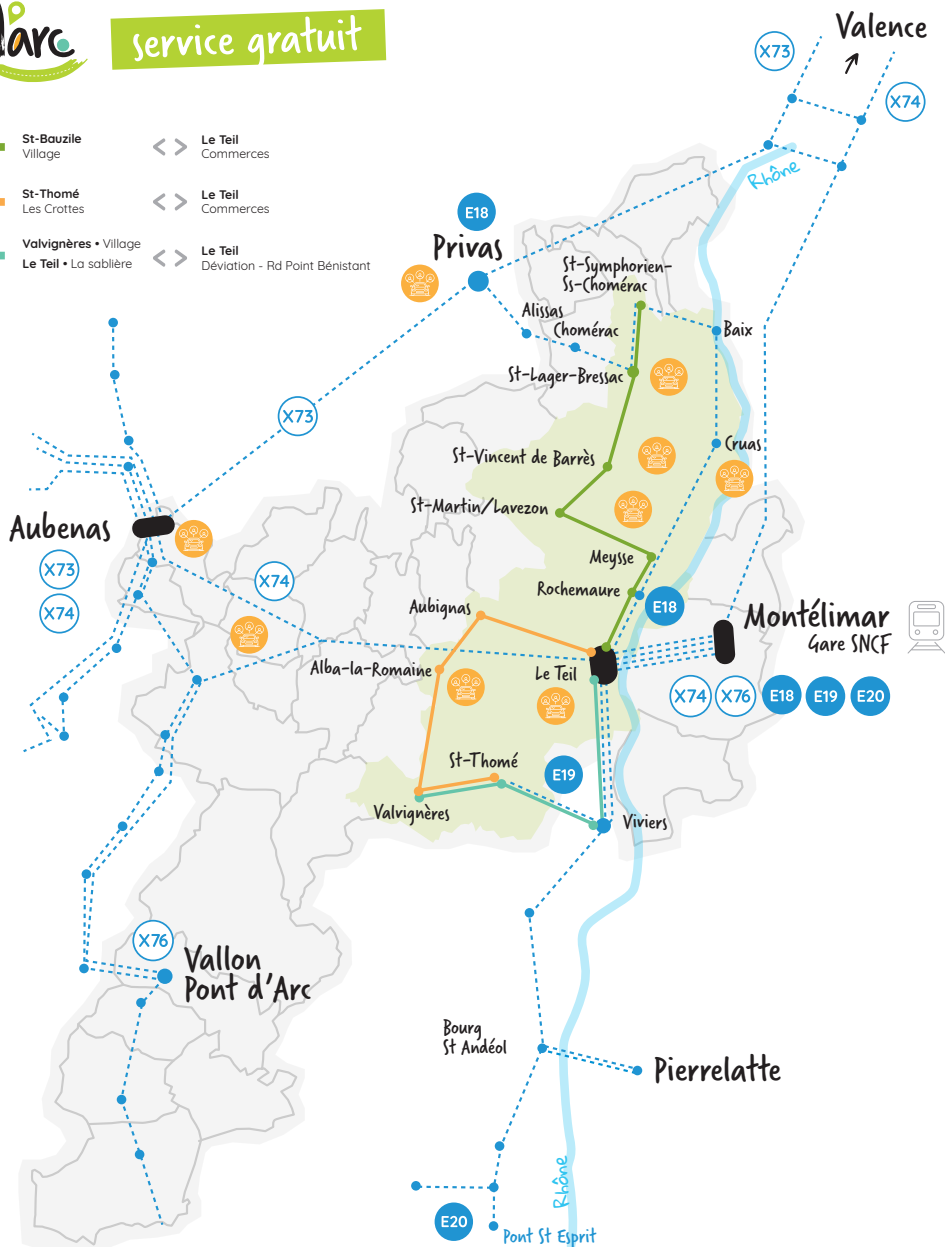 l'arc
service gratuit
St-Bauzile
Village
< >
Le Teil
Commerces
St-Thomé
Les Crottes
< >
Le Teil
Commerces
Valvignères • Village
Le Teil • La sablière
< >
Le Teil
Déviation - Rd Point Bénistant
Valence
X73
X74
Rhône
E18
Privas
St-Symphorien-
Ss-Chomérac
Alissas
Chomérac
Baix
St-Lager-Bressac
X73
Cruas
St-Vincent de Barrès
St-Martin/Lavezon
Aubenas
X73
X74
X74
Meysse
Rochemaure
E18
Aubignas
Montélimar
Gare SNCF
Alba-la-Romaine
Le Teil
X74
X76
E18
E19
E20
St-Thomé
E19
Valvignères
Viviers
X76
Vallon
Pont d'Arc
Bourg
St Andéol
Pierrelatte
Rhône
E20
Pont St Esprit